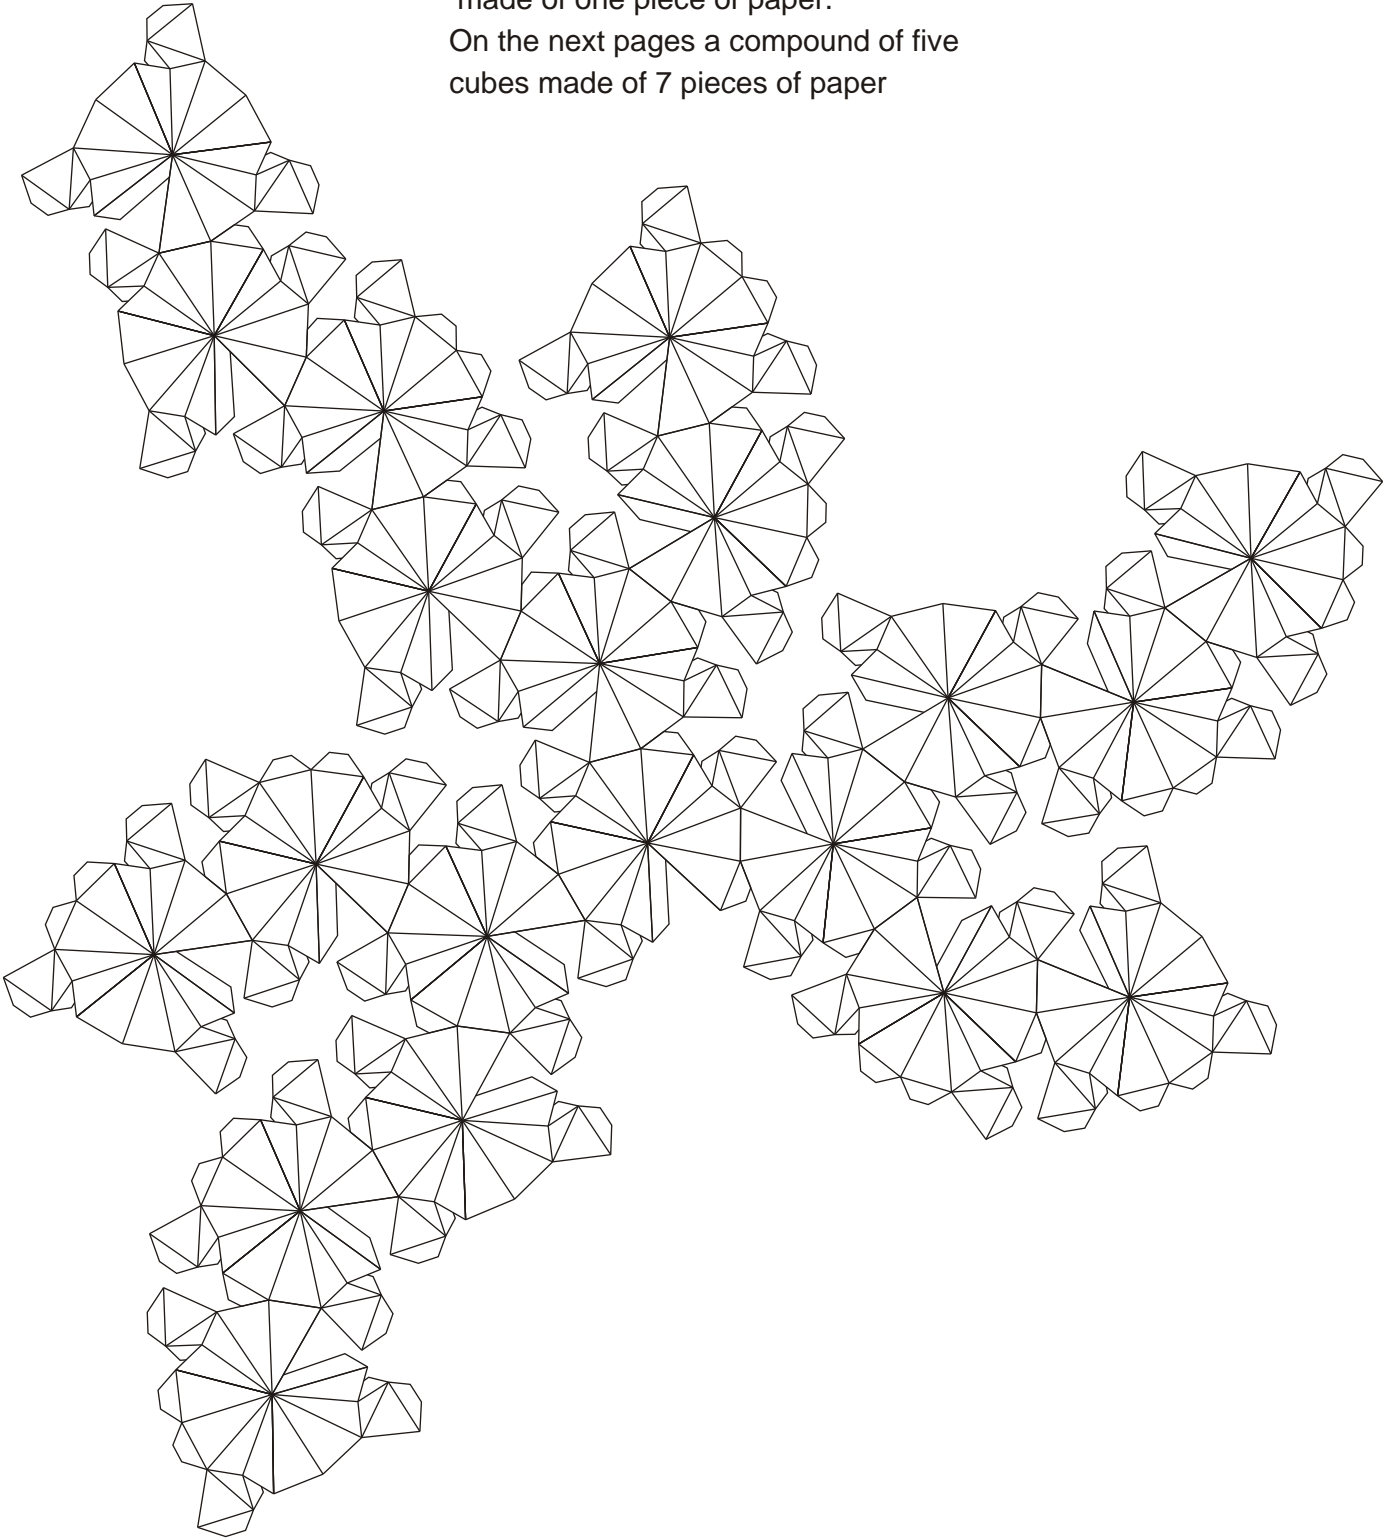 made of one piece of paper.
On the next pages a compound of five
cubes made of 7 pieces of paper